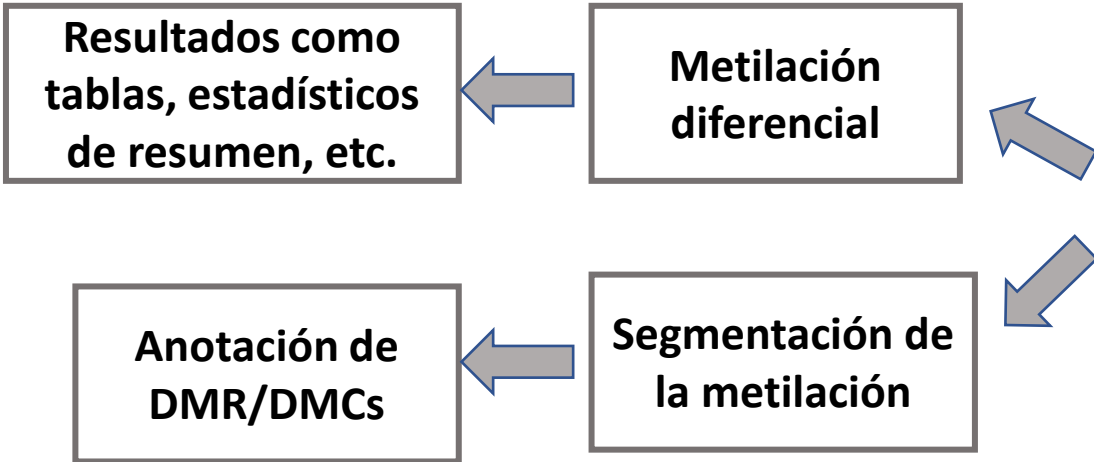 Resultados como
tablas, estadísticos
de resumen, etc.
Metilación
diferencial
Anotación de
DMR/DMCs
Segmentación de
la metilación